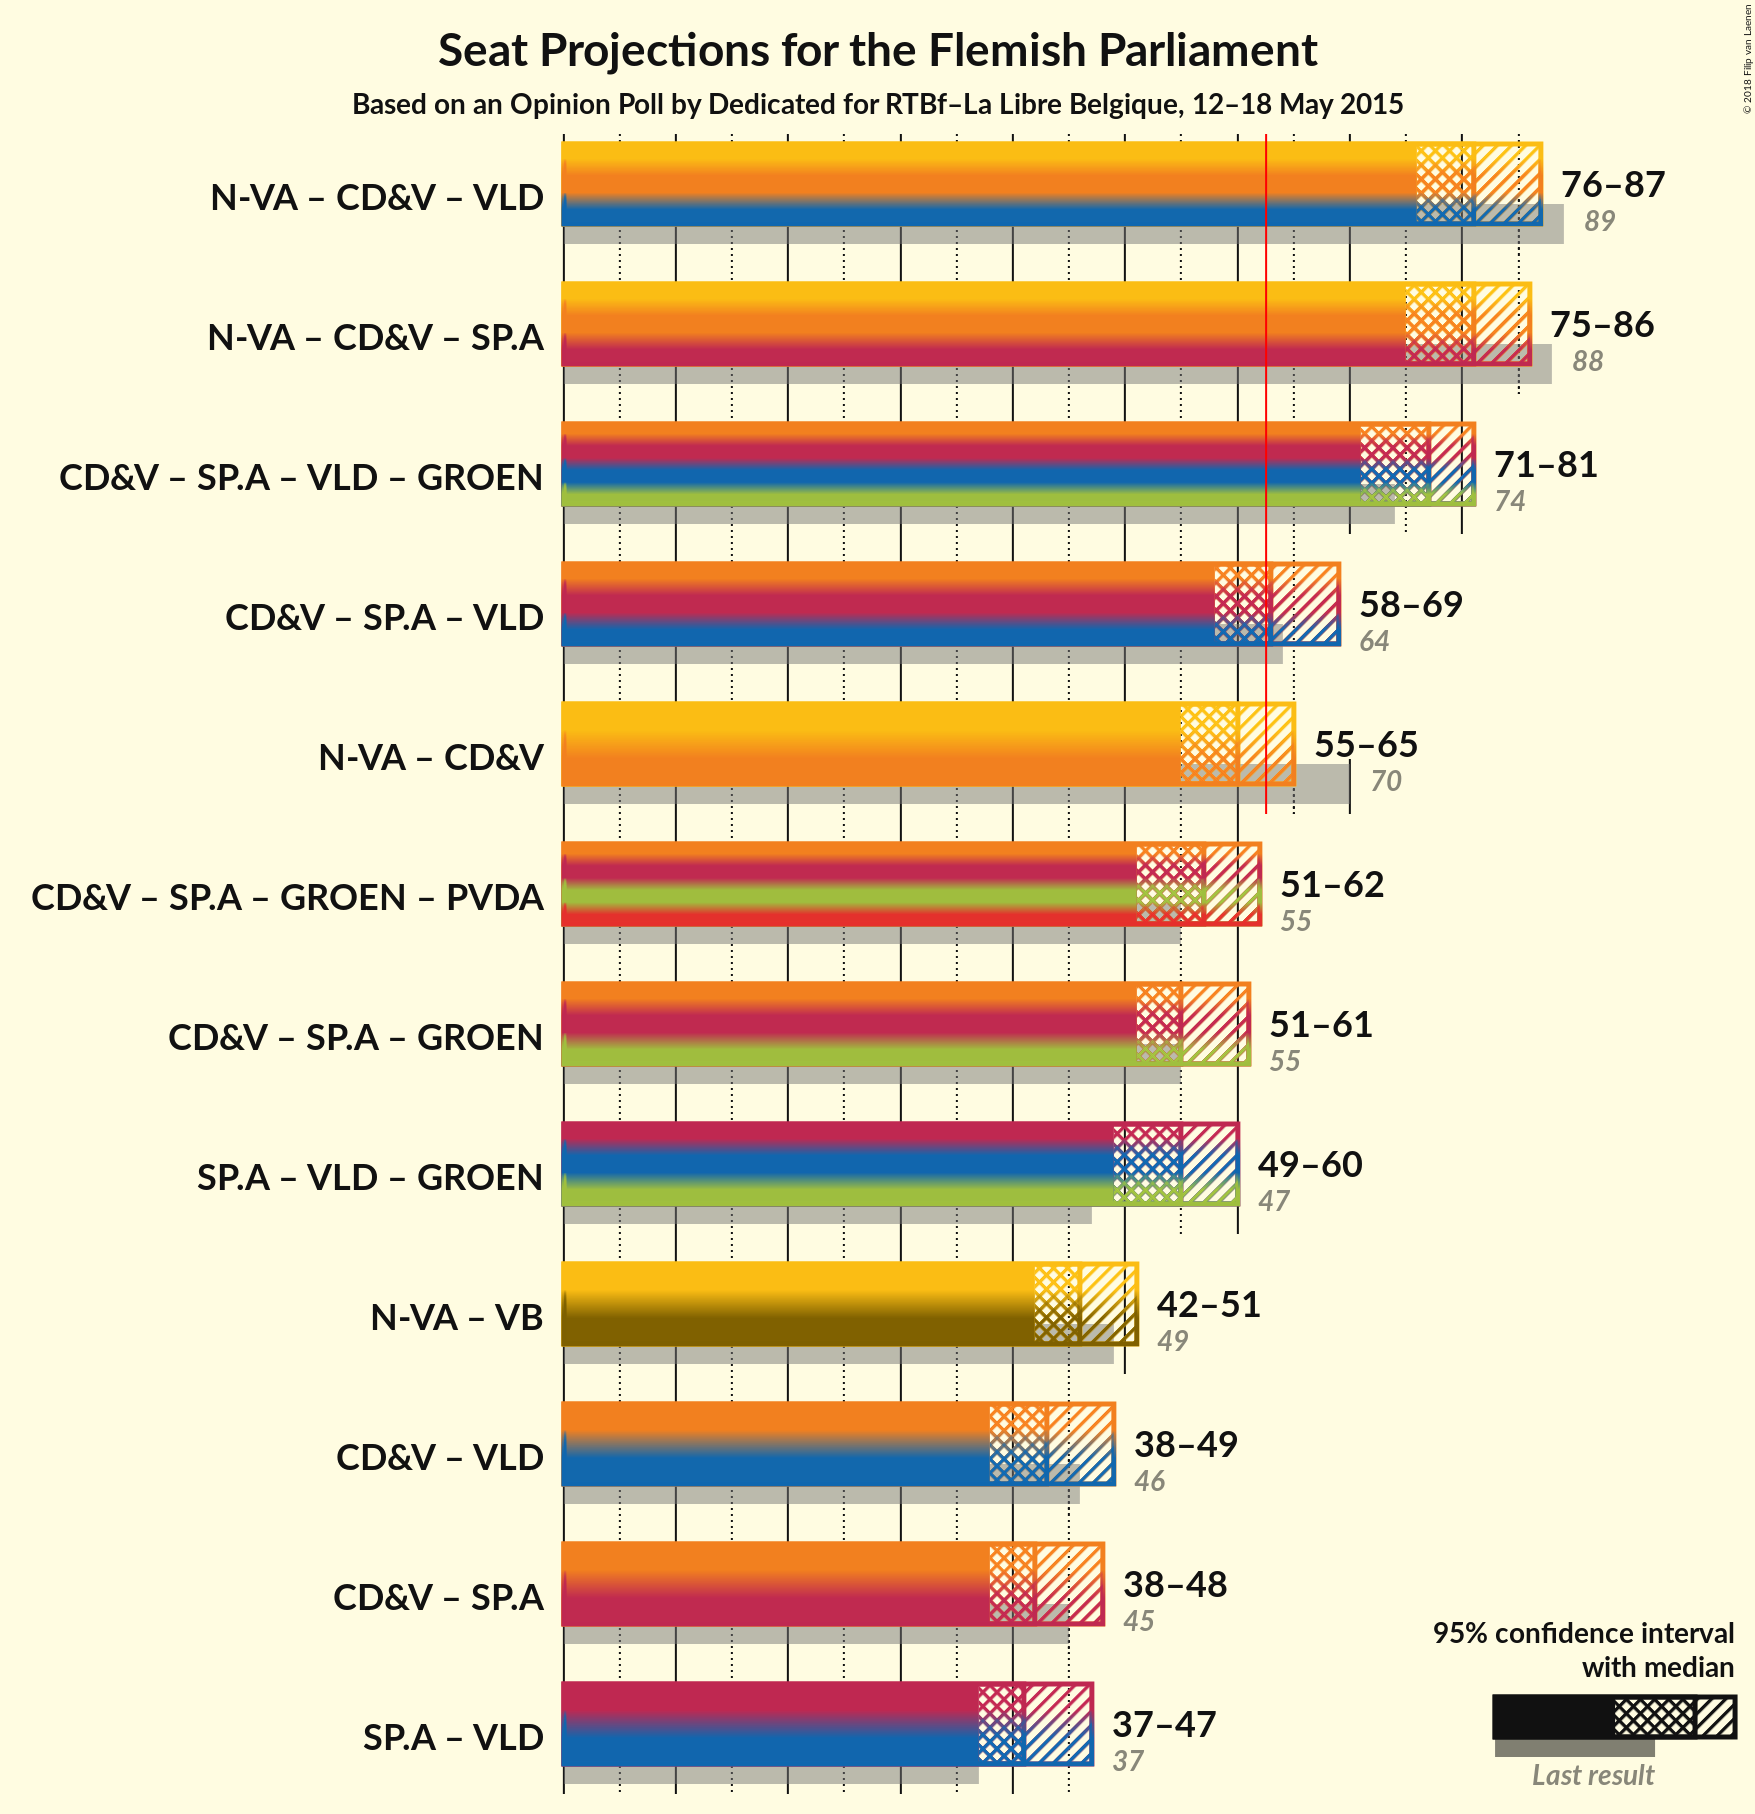 Seat Projections for the Flemish Parliament
Based on an Opinion Poll by Dedicated for RTBf–La Libre Belgique, 12–18 May 2015
© 2018 Filip van Laenen
N-VA – CD&V – VLD
76–87
89
N-VA – CD&V – SP.A
75–86
88
CD&V – SP.A – VLD – GROEN
71–81
74
CD&V – SP.A – VLD
58–69
64
N-VA – CD&V
55–65
70
CD&V – SP.A – GROEN – PVDA
51–62
55
CD&V – SP.A – GROEN
51–61
55
SP.A – VLD – GROEN
49–60
47
N-VA – VB
42–51
49
CD&V – VLD
38–49
46
CD&V – SP.A
38–48
45
SP.A – VLD
37–47
37
95% confidence interval
with median
Last result